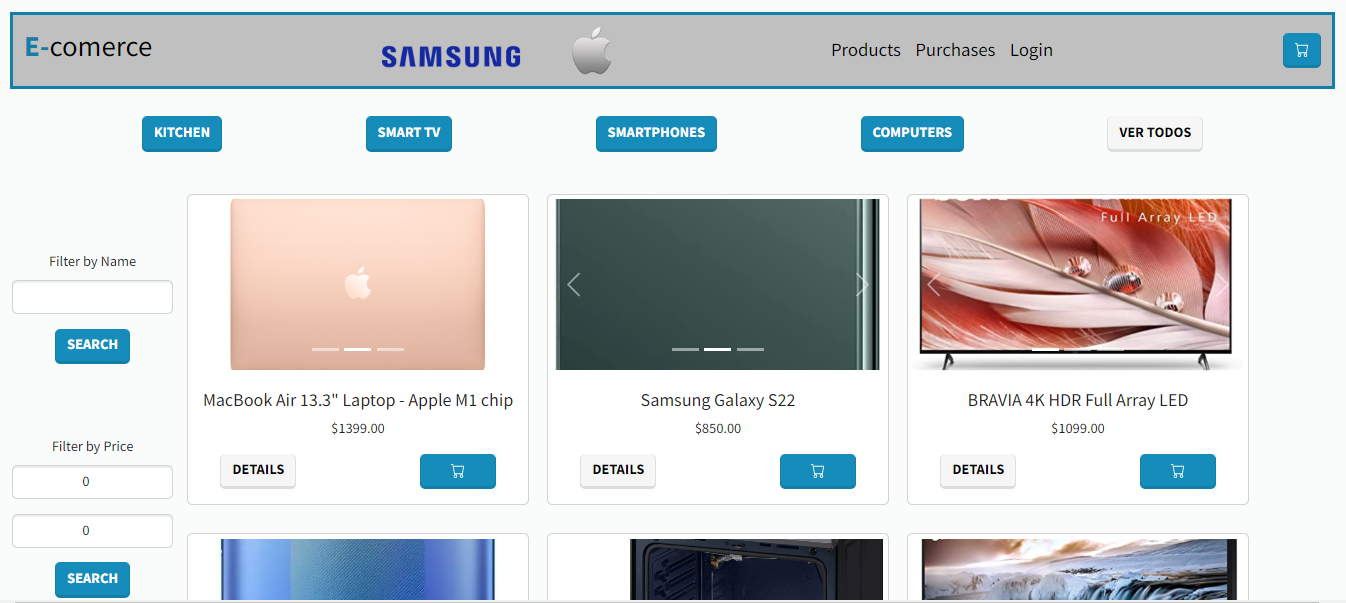 E-comerce
SAMSUNG
Products Purchases Login
KITCHEN
SMART TV
SMARTPHONES
COMPUTERS
VER TODOS
Filter by Name
SEARCH
Filter by Price
0
0
SEARCH
MacBook Air 13.3" Laptop - Apple M1 chip
$1399.00
DETAILS
Samsung Galaxy S22
$850.00
DETAILS
Full Array LED
BRAVIA 4K HDR Full Array LED
$1099.00
DETAILS